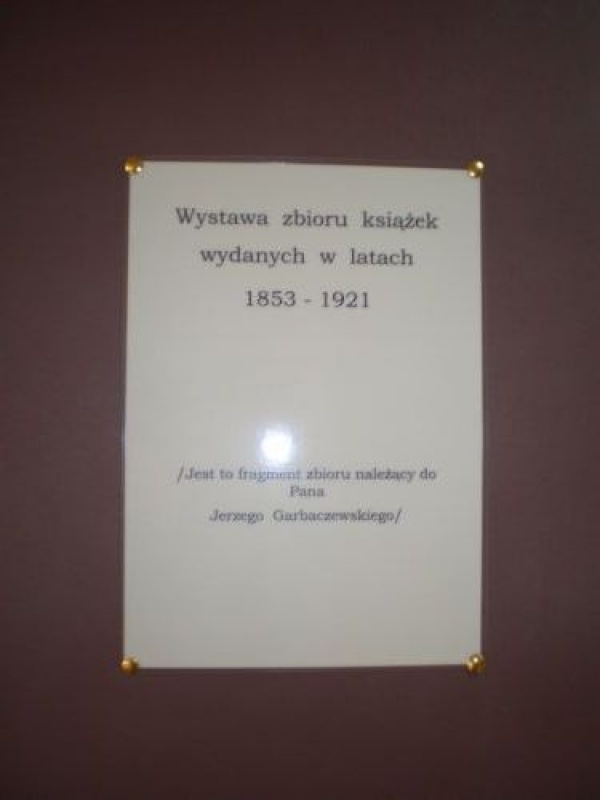 Wystawa zbioru książek
wydanych w latach
1853 - 1921
/Jest to fragment zbioru należący do
Pana
Jerzego Garbaczewskiego/